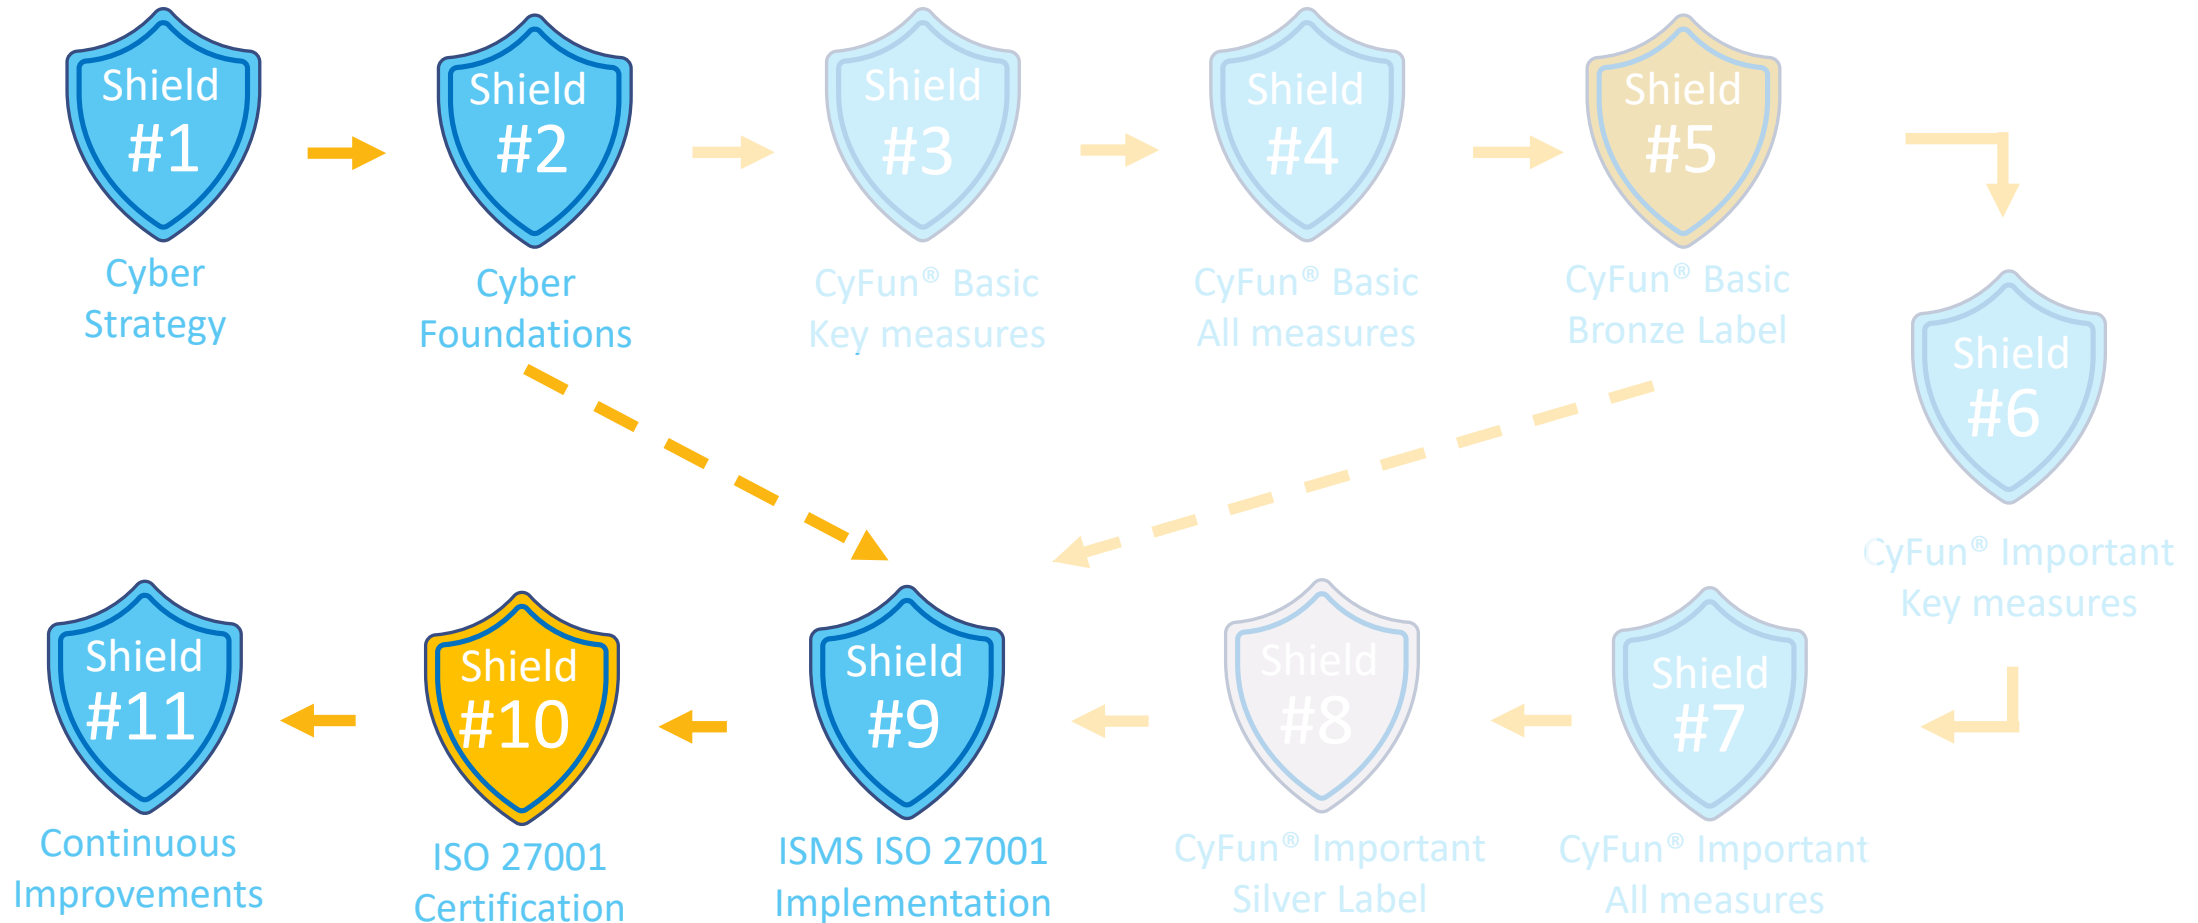 Shield
#1
Cyber
Strategy
Shield
#2
Cyber
Foundations
Shield
#3
CyFun® Basic
Key measures
Shield
#4
CyFun® Basic
All measures
Shield
#5
CyFun® Basic
Bronze Label
Shield
#6
CyFun® Important
Key measures
Shield
#7
CyFun® Important
All measures
Shield
#8
CyFun® Important
Silver Label
Shield
#9
ISMS ISO 27001
Implementation
Shield
#10
ISO 27001
Certification
Shield
#11
Continuous
Improvements